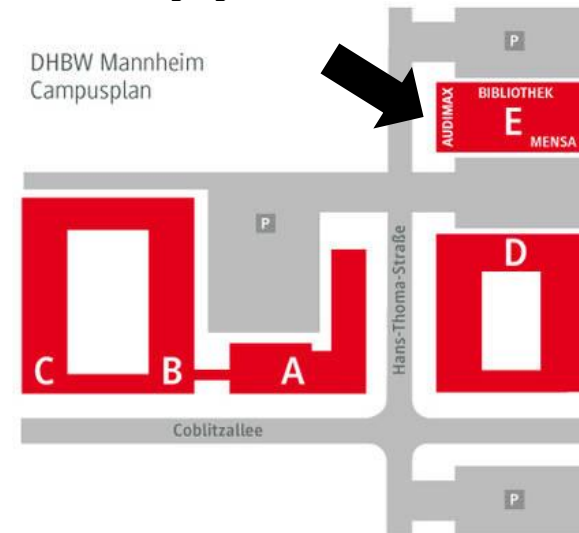 DHBW Mannheim
Campusplan
P
AUDIMAX
BIBLIOTHEK
E
MENSA
P
Hans-Thoma-Straße
D
C
B
A
Coblitzallee
P